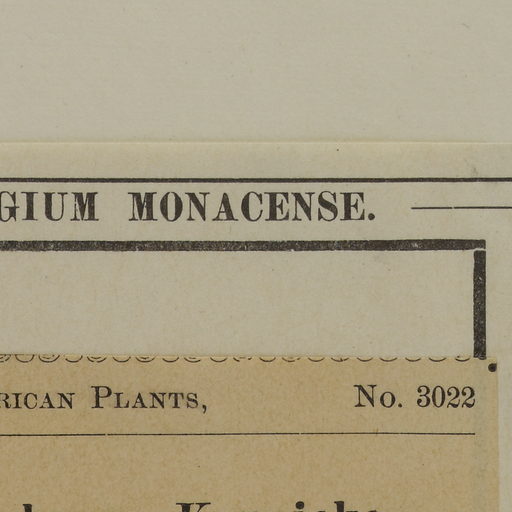 GIUM MONACENSE.
RICAN PLANTS,
No. 3022